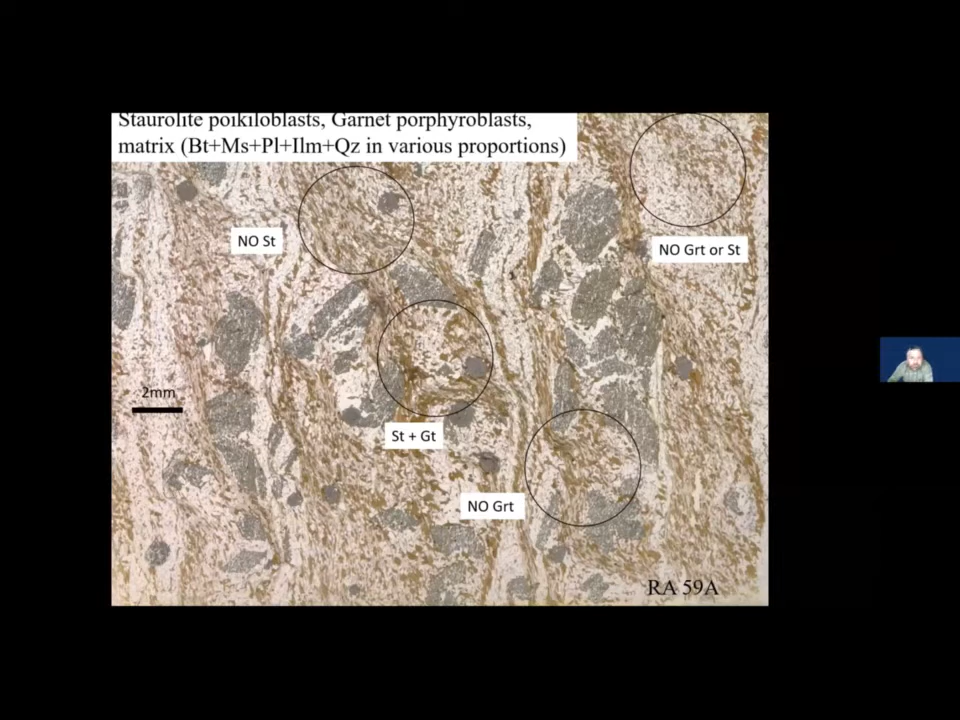 Staurolite poikiloblasts, Garnet porphyroblasts,
matrix (Bt+Ms+Pl+Ilm+Qz in various proportions)
NO St
NO Grt or St
2mm
St + Gt
NO Grt
RA 59A